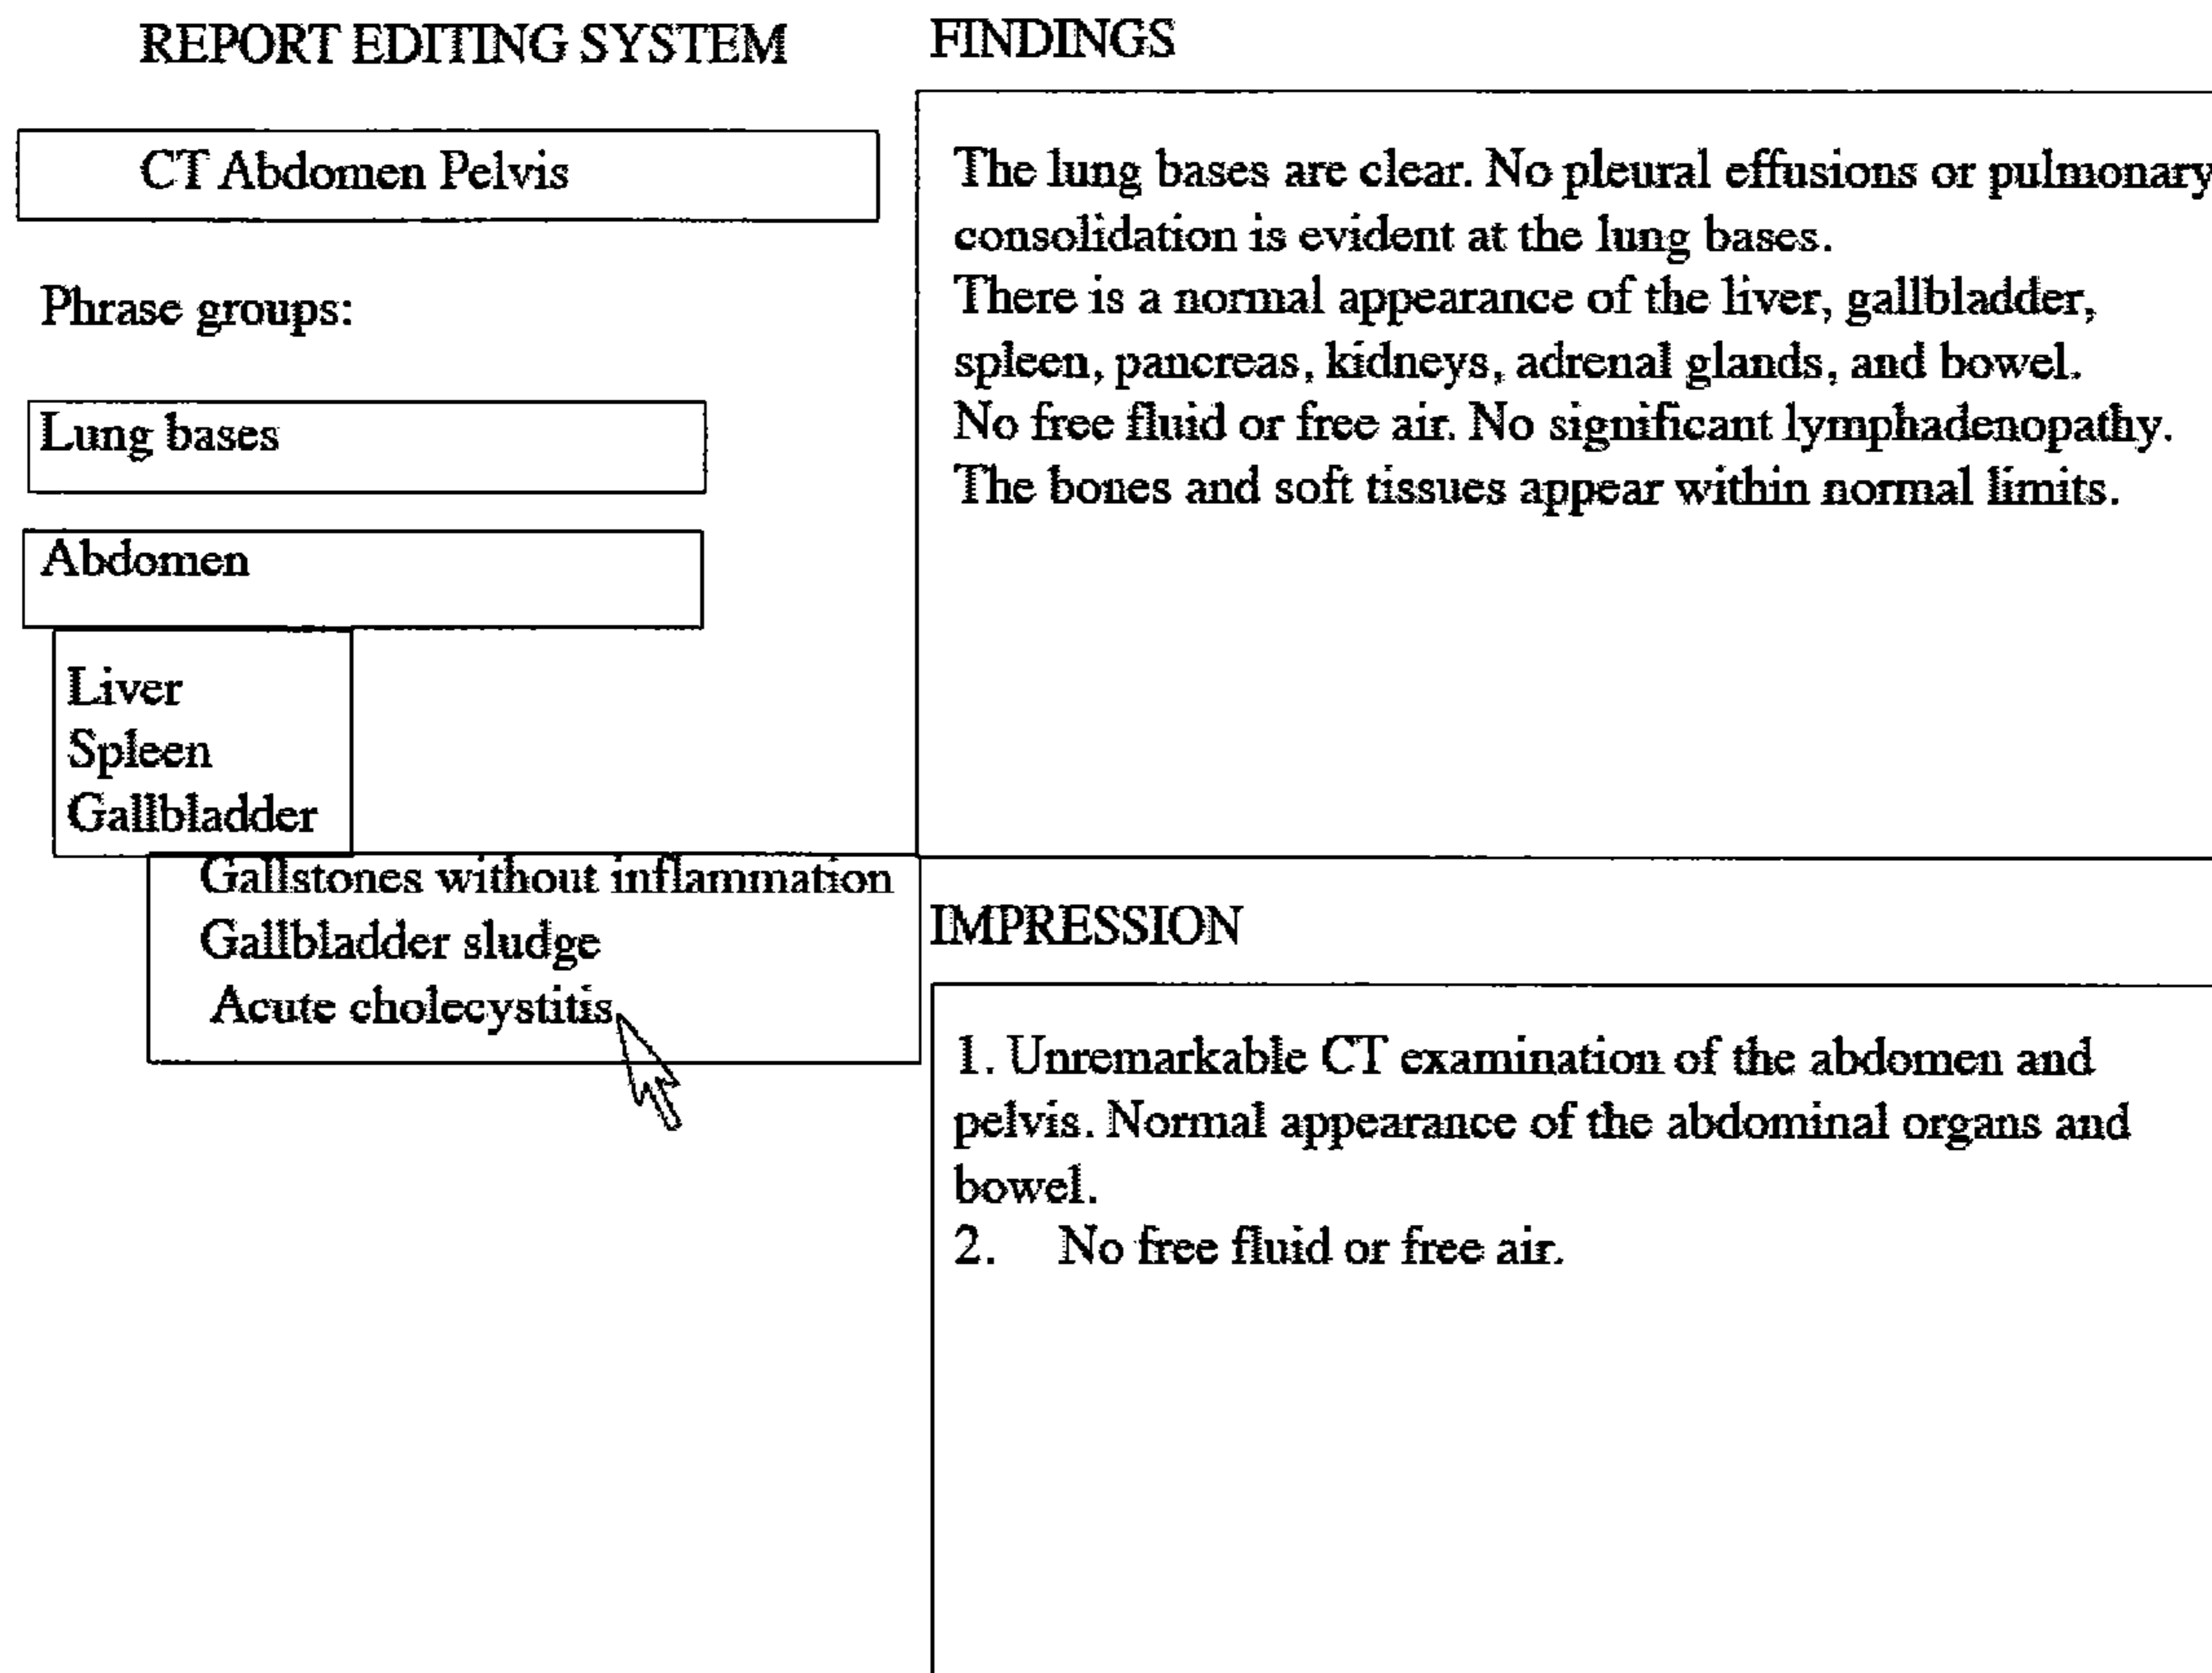 REPORT EDITING SYSTEM
CT Abdomen Pelvis
Phrase groups:
Lung bases
Abdomen
Liver
Spleen
Gallbladder
Gallstones without inflammation
Gallbladder sludge
Acute cholecystitis
FINDINGS
The lung bases are clear. No pleural effusions or pulmonary
consolidation is evident at the lung bases.
There is a normal appearance of the liver, gallbladder,
spleen, pancreas, kidneys, adrenal glands, and bowel.
No free fluid or free air. No significant lymphadenopathy.
The bones and soft tissues appear within normal limits.
IMPRESSION
1. Unremarkable CT examination of the abdomen and
pelvis. Normal appearance of the abdominal organs and
bowel.
2. No free fluid or free air.